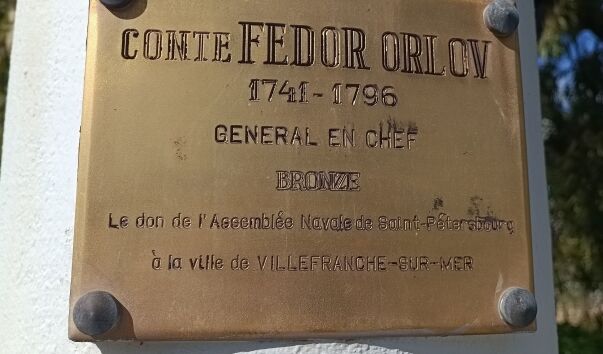 CONTE FEDOR ORLOV
1741-1796
GENERAL EN CHEF
BRONZE
Le don de l'Assemblée Navale de Saint-Pétersbourg
à la ville de VILLEFRANCHE-SUR-MER